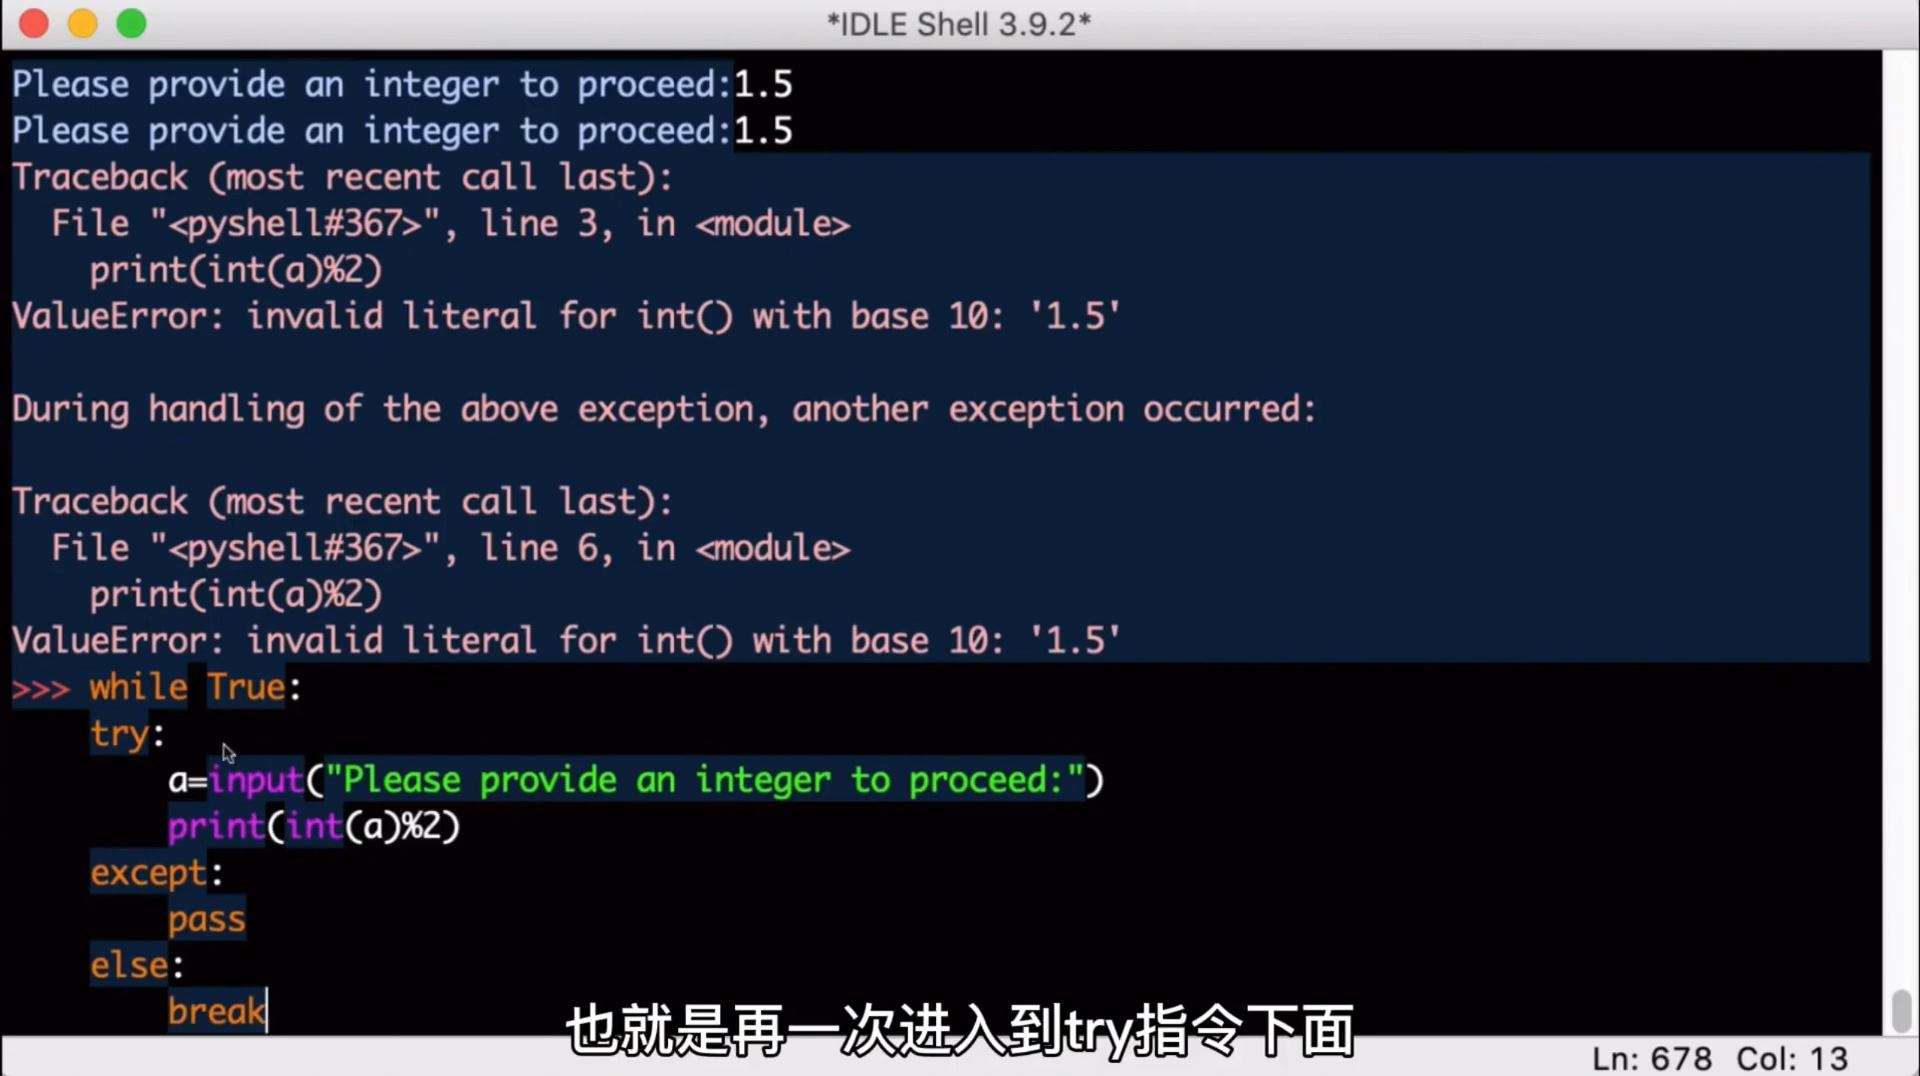 *IDLE Shell 3.9.2*
Please provide an integer to proceed:1.5
Please provide an integer to proceed:1.5
Traceback (most recent call last):
  File "<pyshell#367>", line 3, in <module>
    print(int(a)%2)
ValueError: invalid literal for int() with base 10: '1.5'

During handling of the above exception, another exception occurred:

Traceback (most recent call last):
  File "<pyshell#367>", line 6, in <module>
    print(int(a)%2)
ValueError: invalid literal for int() with base 10: '1.5'
>>> while True:
    try:
        a=input("Please provide an integer to proceed:")
        print(int(a)%2)
    except:
        pass
    else:
        break
也就是再一次进入到try指令下面
Ln: 678 Col: 13